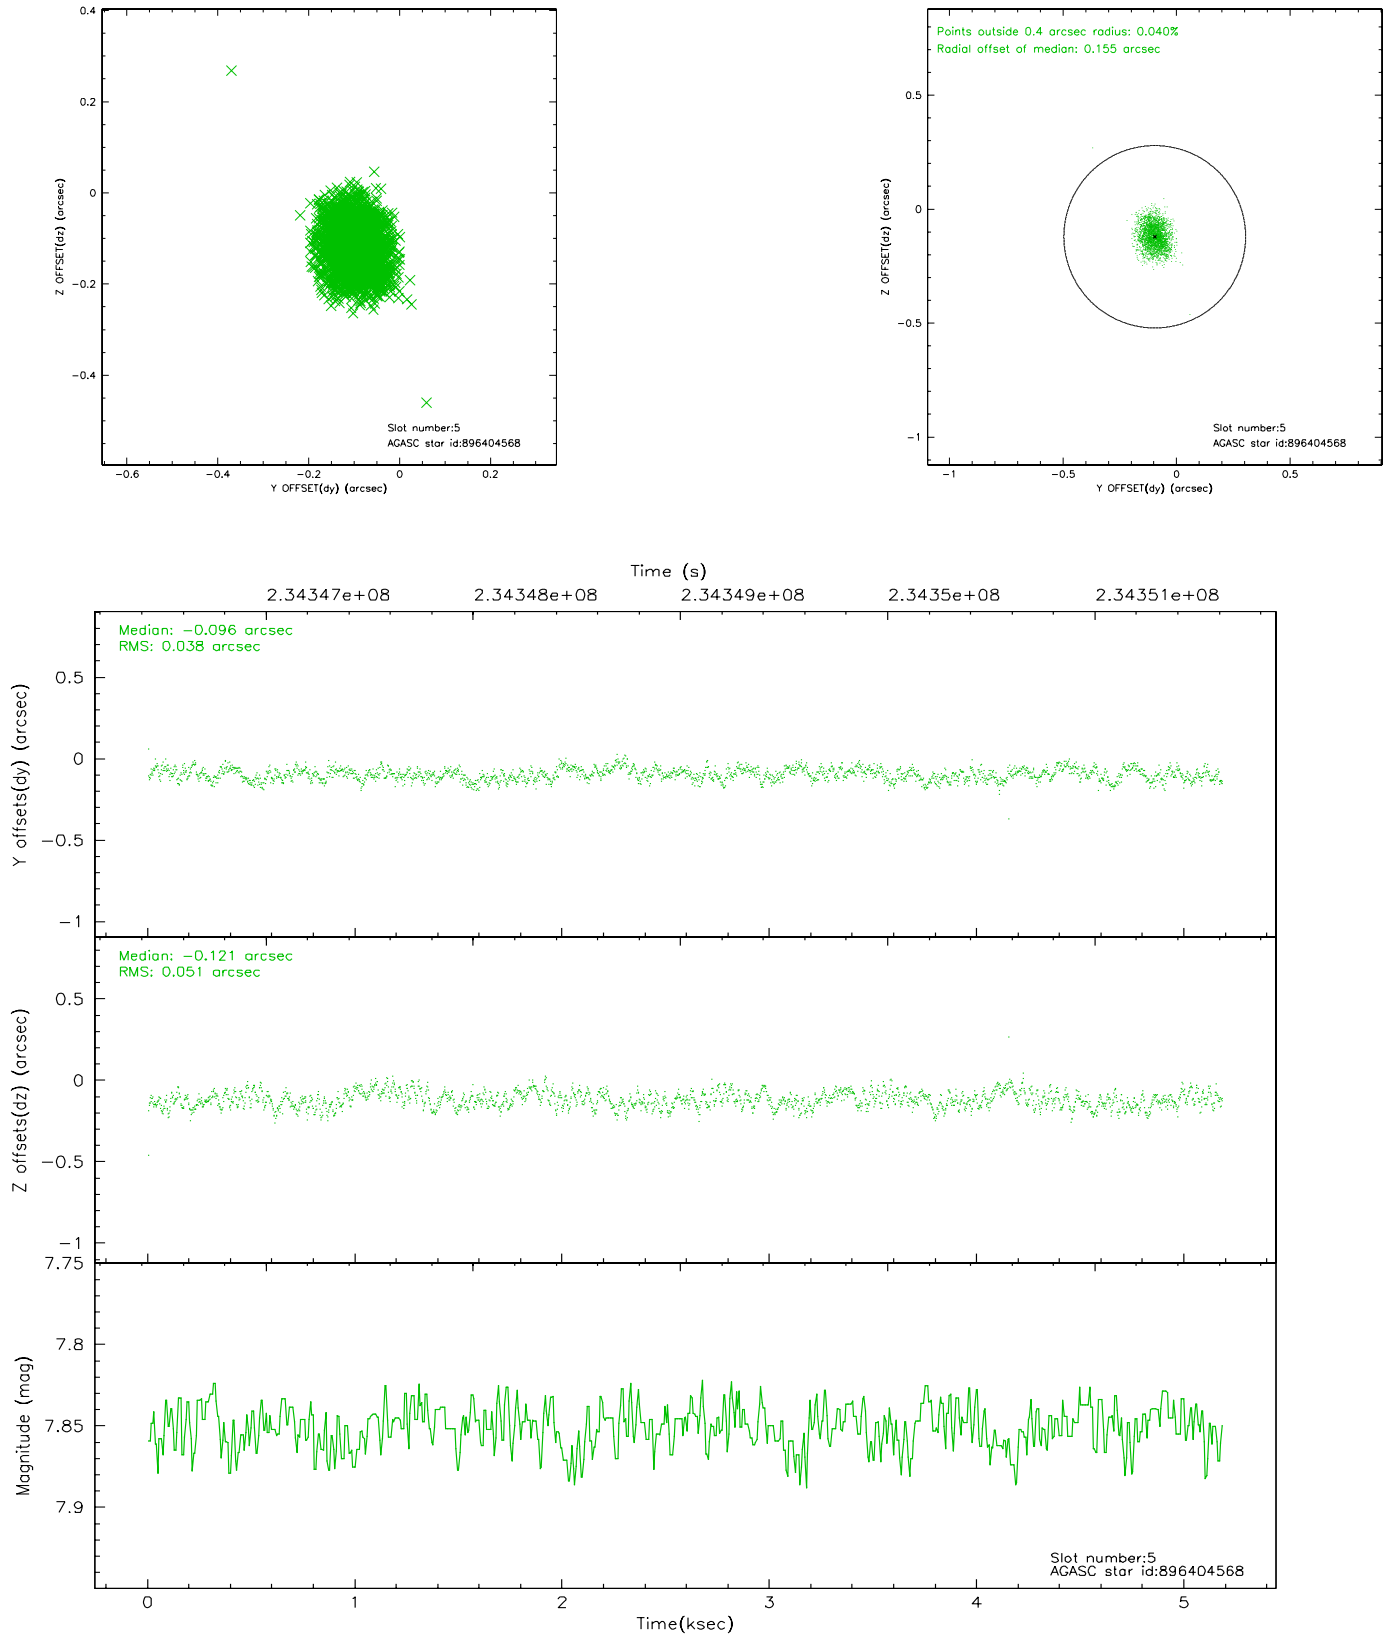 0.4
0.2
0
−0.2
−0.4
Z OFFSET(dz) (arcsec)
Slot number:5
AGASC star id:896404568
−0.6
−0.4
−0.2
0
0.2
Y OFFSET(dy) (arcsec)
Points outside 0.4 arcsec radius: 0.040%
Radial offset of median: 0.155 arcsec
0.5
0
−0.5
−1
Z OFFSET(dz) (arcsec)
Slot number:5
AGASC star id:896404568
−1
−0.5
0
0.5
Y OFFSET(dy) (arcsec)
Time (s)
2.34347e+08
2.34348e+08
2.34349e+08
2.3435e+08
2.34351e+08
Median: −0.096 arcsec
RMS: 0.038 arcsec
0.5
0
−0.5
−1
Y offsets(dy) (arcsec)
Median: −0.121 arcsec
RMS: 0.051 arcsec
0.5
0
−0.5
−1
Z offsets(dz) (arcsec)
7.75
7.8
7.85
7.9
Magnitude (mag)
Slot number:5
AGASC star id:896404568
0
1
2
3
4
5
Time(ksec)